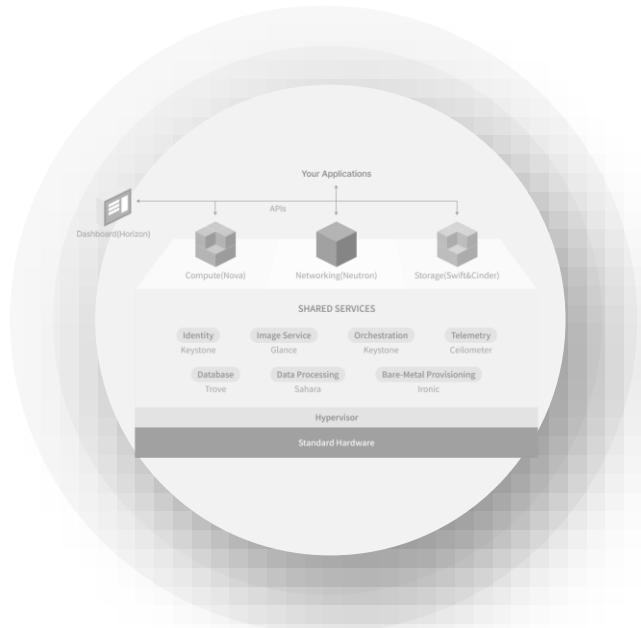 Your Applications
APIs
Dashboard(Horizon)
Compute(Nova)
Networking(Neutron)
Storage(Swift&Cinder)
SHARED SERVICES
Identity
Image Service
Orchestration
Telemetry
Keystone
Glance
Keystone
Ceilometer
Database
Data Processing
Bare-Metal Provisioning
Trove
Sahara
Ironic
Hypervisor
Standard Hardware